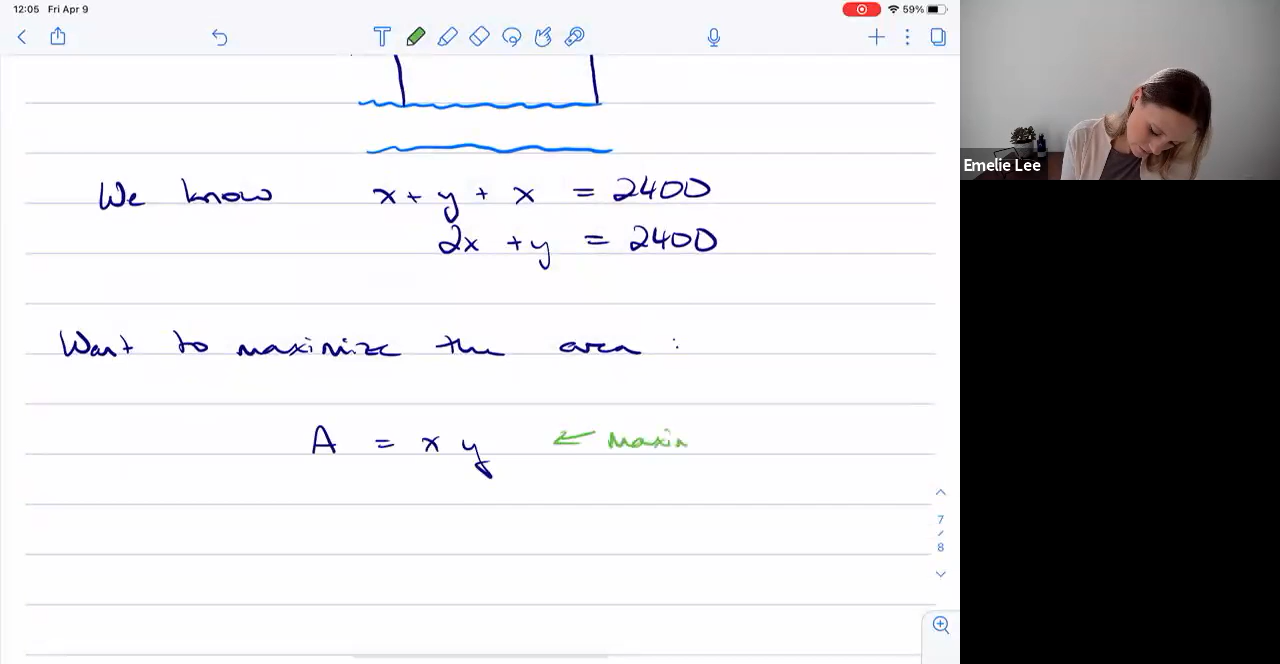 12:05 Fri Apr 9
59%
T
We know x + y + x = 2400
2x + y = 2400
Want to maximize the area :
A = x y ← Maxim
7
/
8
Emelie Lee